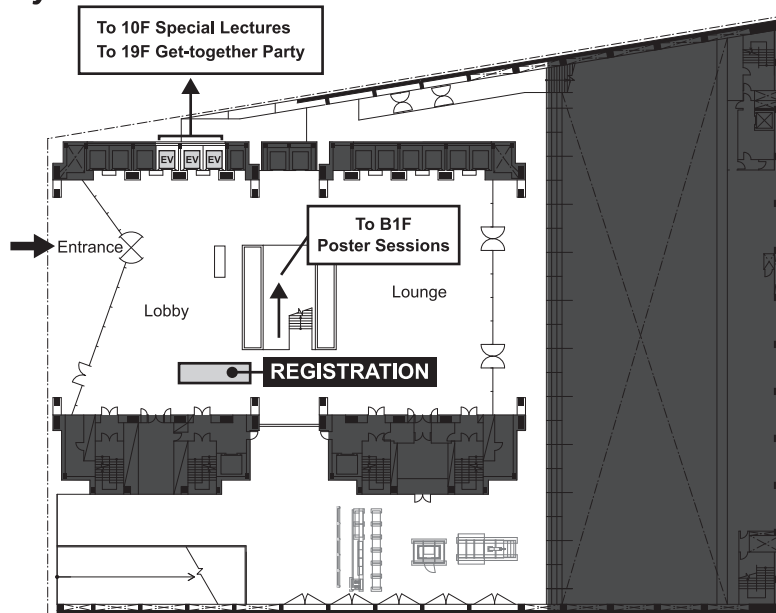 To 10F Special Lectures
To 19F Get-together Party
EV EV EV
To B1F
Poster Sessions
Entrance
Lounge
Lobby
REGISTRATION